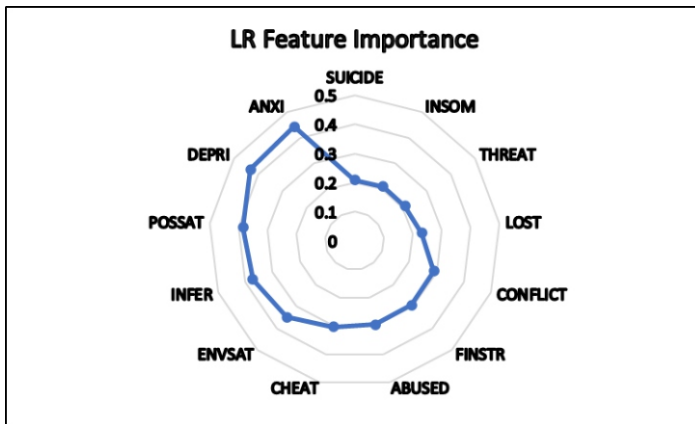 LR Feature Importance
SUICIDE
INSOM
THREAT
LOST
CONFLICT
FINSTR
ABUSED
CHEAT
ENVSAT
INFER
POSSAT
DEPRI
ANXI
0.5
0.4
0.3
0.2
0.1
0